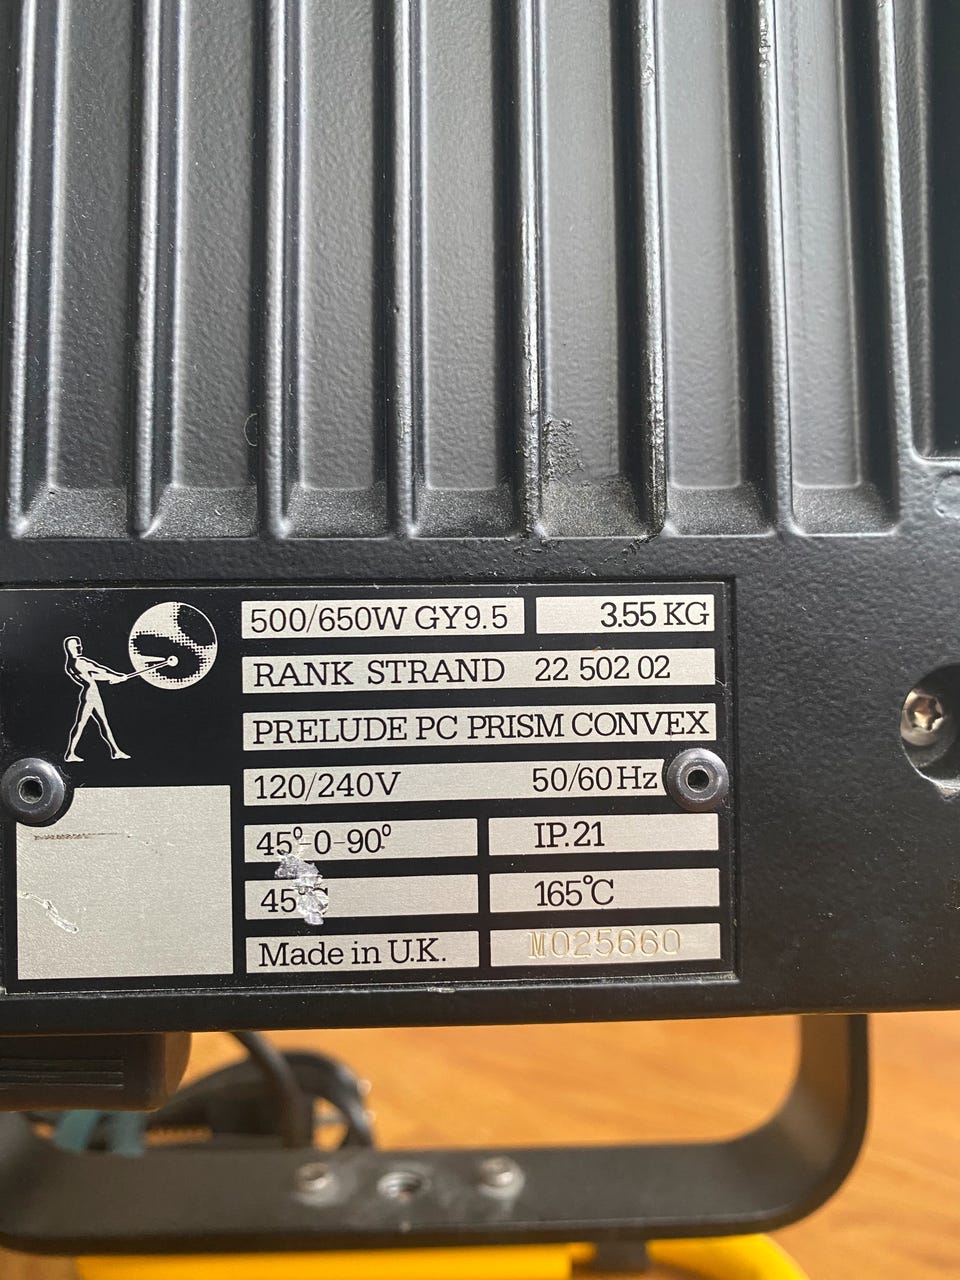 500/650W GY9.5 3.55 KG
RANK STRAND 22 502 02
PRELUDE PC PRISM CONVEX
120/240V 50/60Hz
45°-0-90° IP.21
45°C 165°C
Made in U.K. M025660